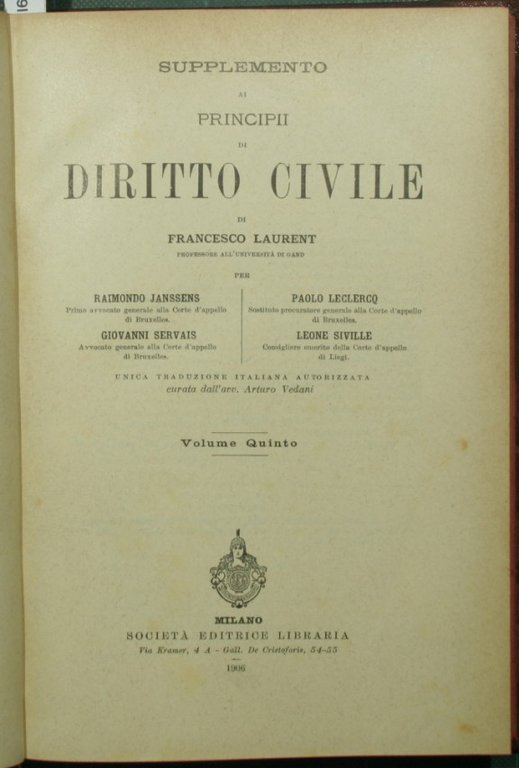 SUPPLEMENTO
AI
PRINCIPII
DI
DIRITTO CIVILE
DI
FRANCESCO LAURENT
PROFESSORE ALL'UNIVERSITÀ DI GAND
PER
RAIMONDO JANSSENS
Primo avvocato generale alla Corte d'appello
di Bruxelles.
GIOVANNI SERVAIS
Avvocato generale alla Corte d'appello
di Bruxelles.
PAOLO LECLERCQ
Sostituto procuratore generale alla Corte d'appello
di Bruxelles.
LEONE SIVILLE
Consigliere emerito della Corte d'appello
di Liegi.
UNICA TRADUZIONE ITALIANA AUTORIZZATA
curata dall'avv. Arturo Vedani
Volume Quinto
MILANO
SOCIETÀ EDITRICE LIBRARIA
Via Kramer, 4 A - Gall. De Cristoforis, 54-55
1906